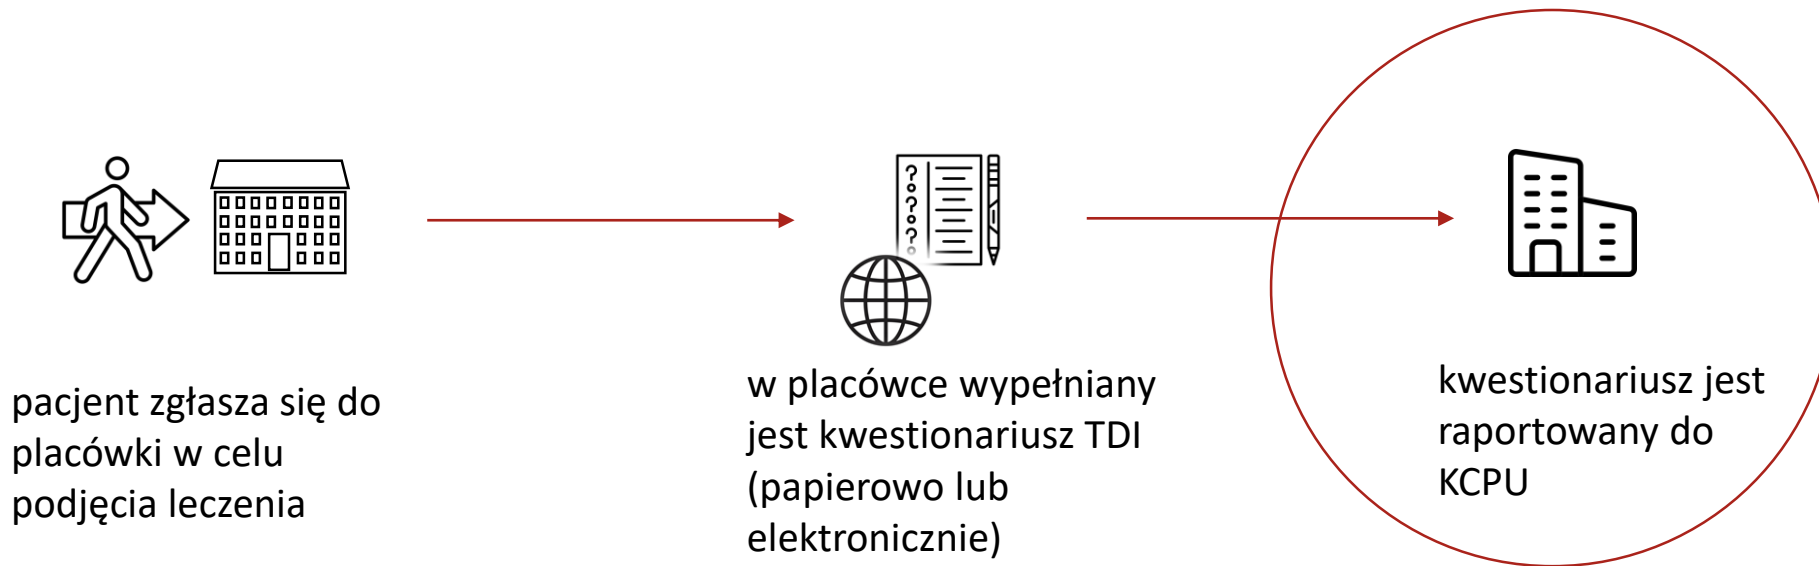 pacjent zgłasza się do
placówki w celu
podjęcia leczenia
w placówce wypełniany
jest kwestionariusz TDI
(papierowo lub
elektronicznie)
kwestionariusz jest
raportowany do
KCPU